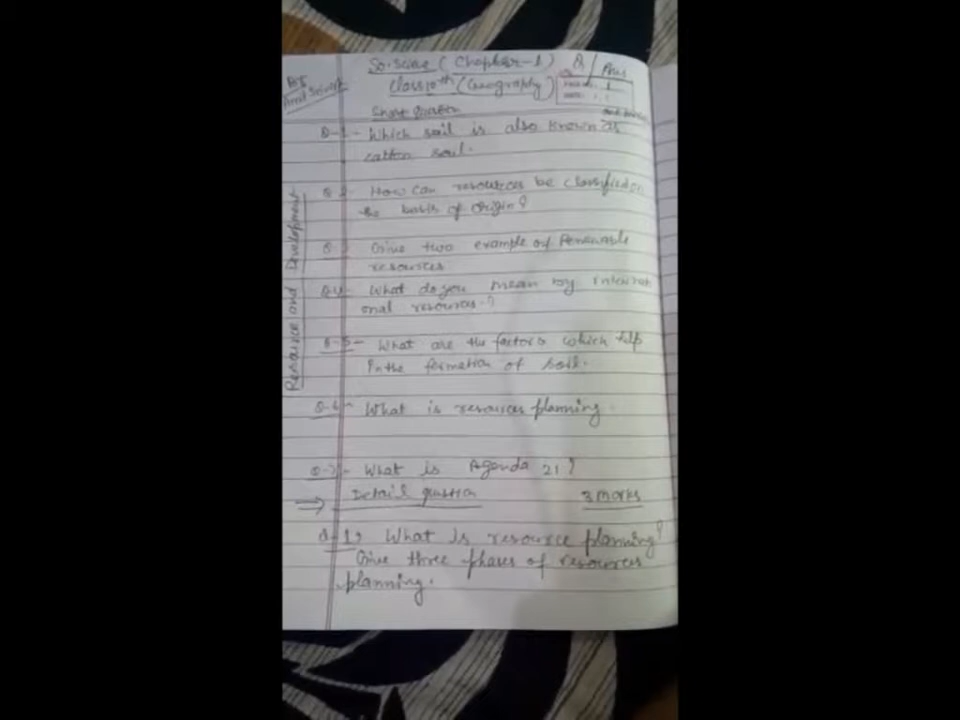 So. Science (Chapter-1)
Class 10th (Geography)
Short Question
Q-1- Which soil is also known as
cotton soil.
Resource and Development
Q-2- How can resources be classified on
the basis of origin?
Q-3 Give two example of Renewable
resources
Q-4- What do you mean by internati
onal resources-?
Q-5- What are the factors which help
in the formation of soil.
Q-6- What is resources planning.
Q-7- What is Agenda 21?
⇒ Detail question 3 marks
Q-1, What is resource planning?
Give three phases of resources
planning.